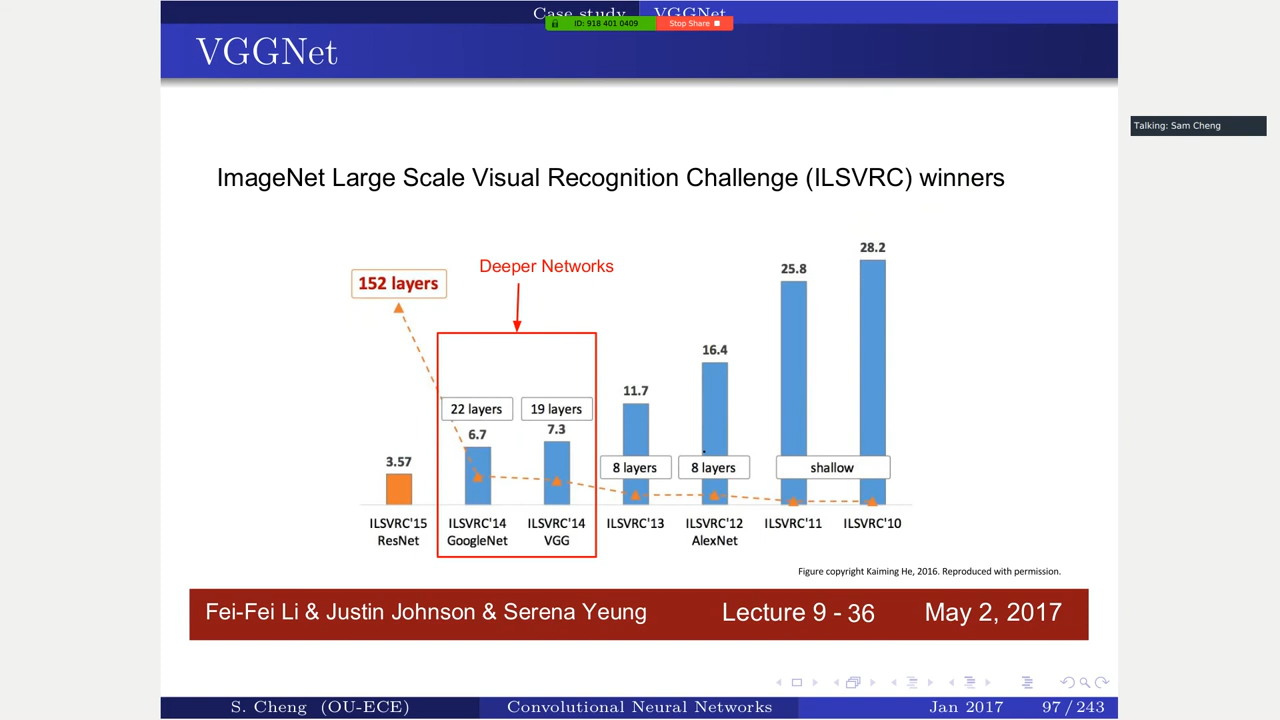 Case study VGGNet
ID: 918 401 0409 Stop Share
VGGNet
Talking: Sam Cheng
ImageNet Large Scale Visual Recognition Challenge (ILSVRC) winners
28.2
Deeper Networks
25.8
152 layers
16.4
11.7
22 layers
19 layers
6.7
7.3
3.57
8 layers
8 layers
shallow
ILSVRC'15
ResNet
ILSVRC'14
GoogleNet
ILSVRC'14
VGG
ILSVRC'13
ILSVRC'12
AlexNet
ILSVRC'11
ILSVRC'10
Figure copyright Kaiming He, 2016. Reproduced with permission.
Fei-Fei Li & Justin Johnson & Serena Yeung Lecture 9 - 36 May 2, 2017
S. Cheng (OU-ECE) Convolutional Neural Networks Jan 2017 97 / 243